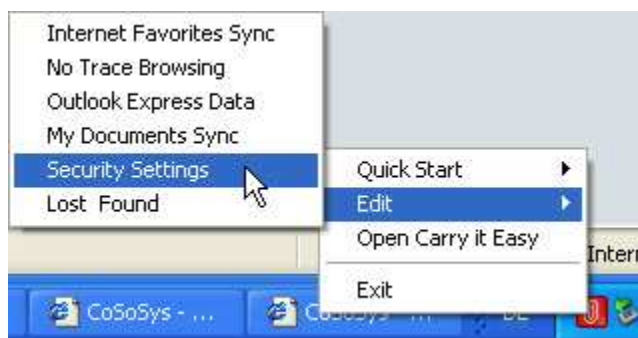 Internet Favorites Sync
No Trace Browsing
Outlook Express Data
My Documents Sync
Security Settings
Lost Found
Quick Start
Edit
Open Carry it Easy
Exit
CoSoSys - ...